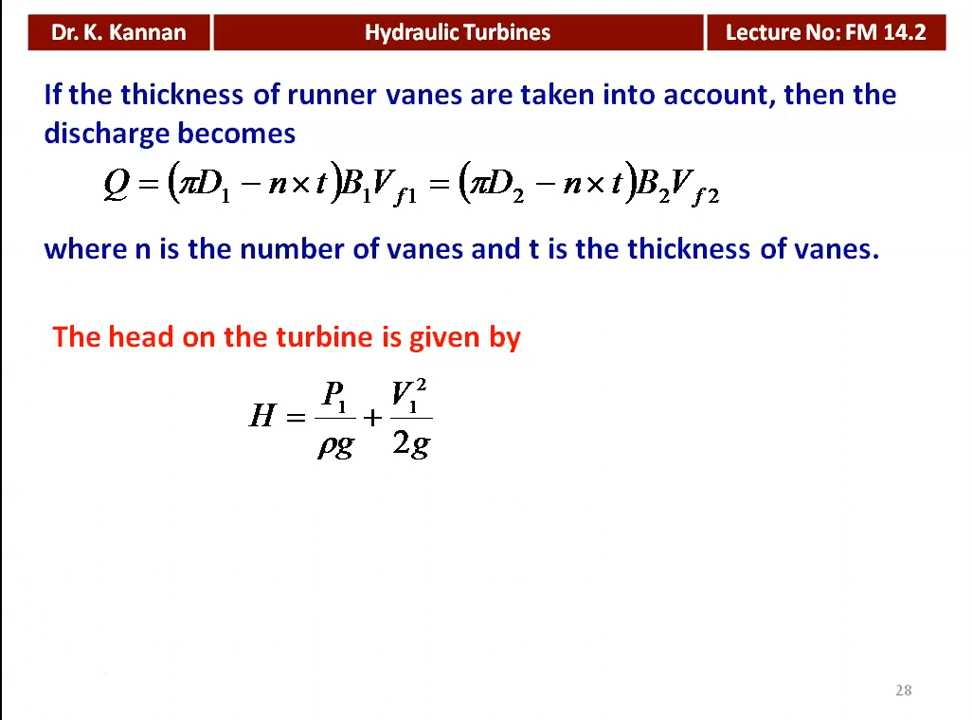 Dr. K. Kannan Hydraulic Turbines Lecture No: FM 14.2
If the thickness of runner vanes are taken into account, then the
discharge becomes
Q = (πD₁ − n × t)B₁V_f1 = (πD₂ − n × t)B₂V_f2
where n is the number of vanes and t is the thickness of vanes.
The head on the turbine is given by
H = P₁/ρg + V₁²/2g
28